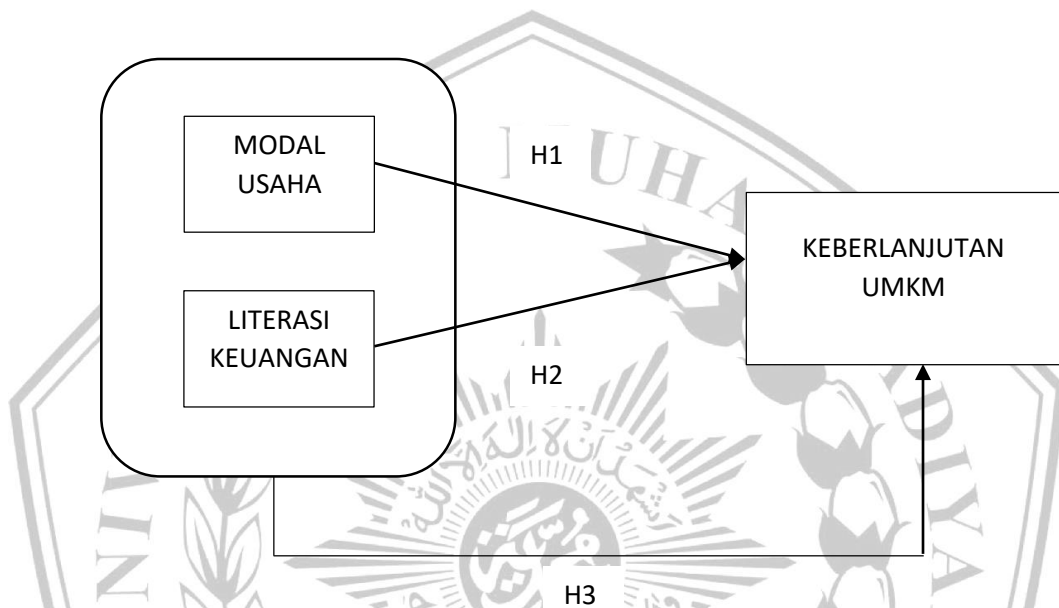 MODAL
USAHA
H1
KEBERLANJUTAN
UMKM
LITERASI
KEUANGAN
H2
H3